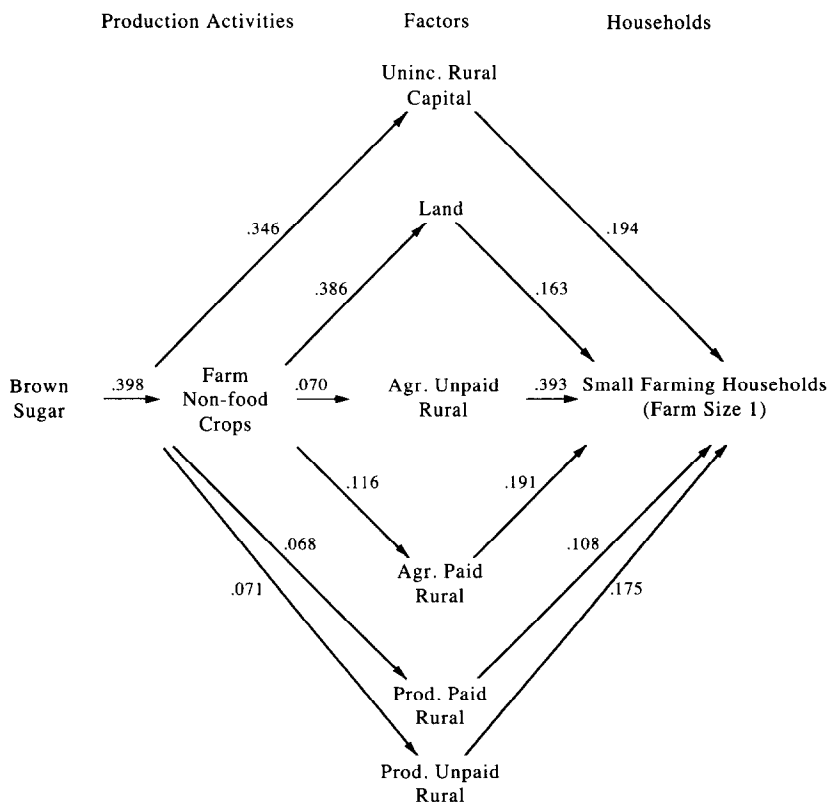 Production Activities Factors Households
Uninc. Rural
Capital
.346
.194
Land
.386
.163
Brown
Sugar
.398
Farm
Non-food
Crops
.070
Agr. Unpaid
Rural
.393
Small Farming Households
(Farm Size 1)
.116
.191
.068
.108
.071
.175
Agr. Paid
Rural
Prod. Paid
Rural
Prod. Unpaid
Rural